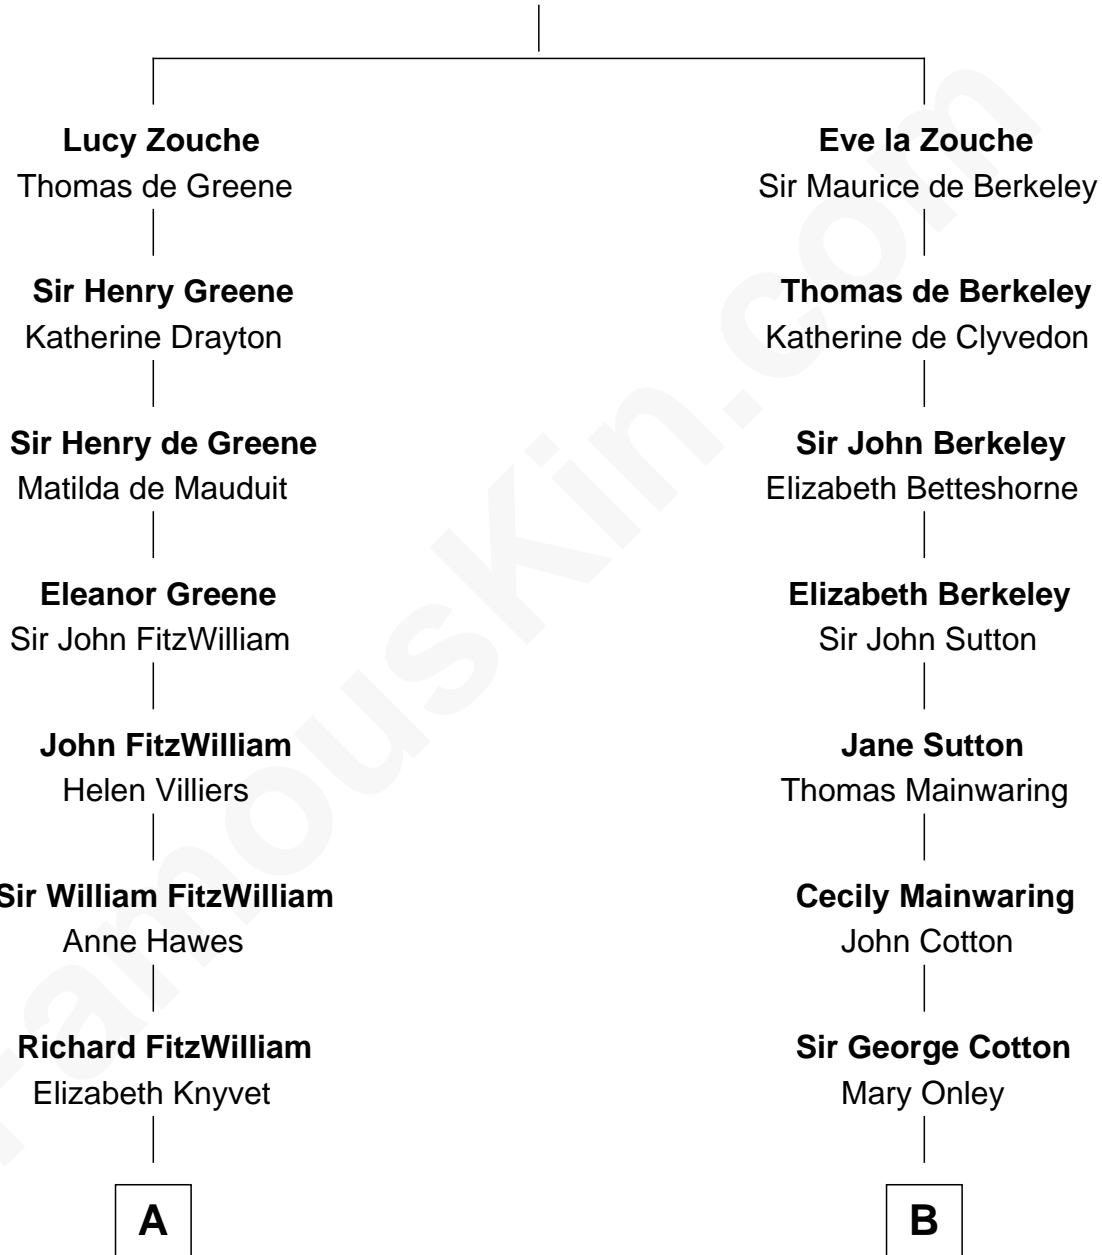 Lucy Zouche
Thomas de Greene
Eve la Zouche
Sir Maurice de Berkeley
Sir Henry Greene
Katherine Drayton
Thomas de Berkeley
Katherine de Clyvedon
Sir Henry de Greene
Matilda de Mauduit
Sir John Berkeley
Elizabeth Betteshorne
Eleanor Greene
Sir John FitzWilliam
Elizabeth Berkeley
Sir John Sutton
John FitzWilliam
Helen Villiers
Jane Sutton
Thomas Mainwaring
Sir William FitzWilliam
Anne Hawes
Cecily Mainwaring
John Cotton
Richard FitzWilliam
Elizabeth Knyvet
Sir George Cotton
Mary Onley
A
B
FamousKin.com